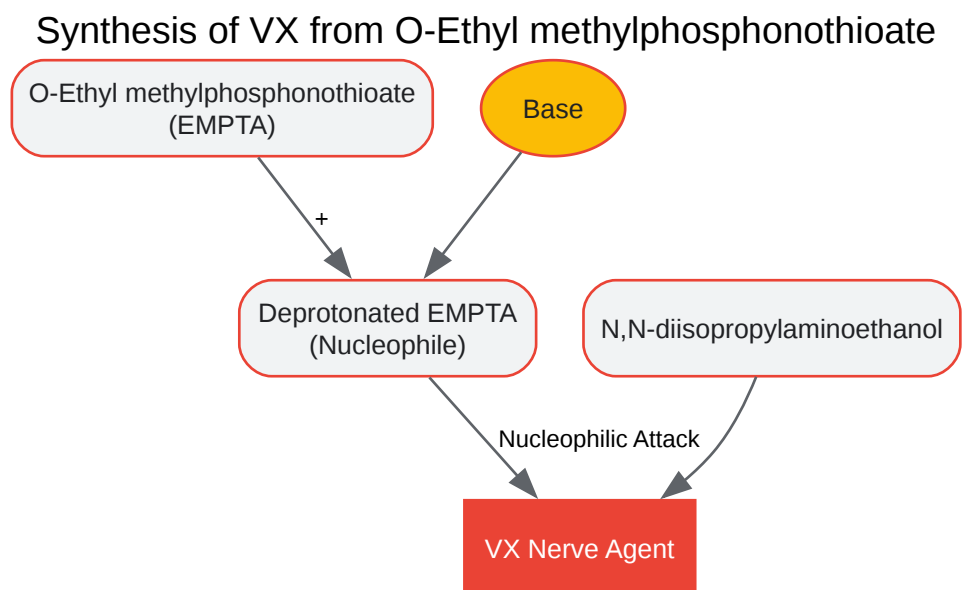 Synthesis of VX from O-Ethyl methylphosphonothioate
O-Ethyl methylphosphonothioate
(EMPTA)
Base
+
Deprotonated EMPTA
(Nucleophile)
N,N-diisopropylaminoethanol
Nucleophilic Attack
VX Nerve Agent